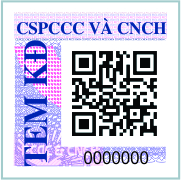 CSPCCC VÀ CNCH
TEM KĐ
0000000